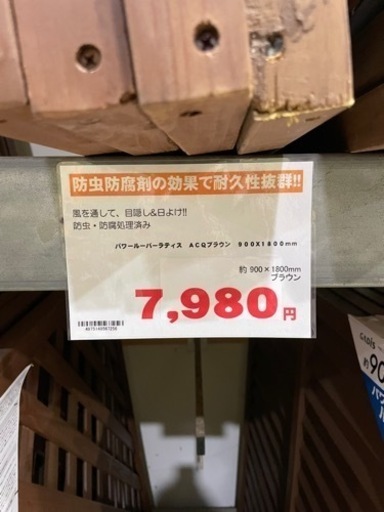 防虫防腐剤の効果で耐久性抜群!!
風を通して、目隠し&日よけ!!
防虫・防腐処理済み
パワールーバーラティス ACQブラウン 900X1800mm
約 900×1800mm
ブラウン
7,980円
約90